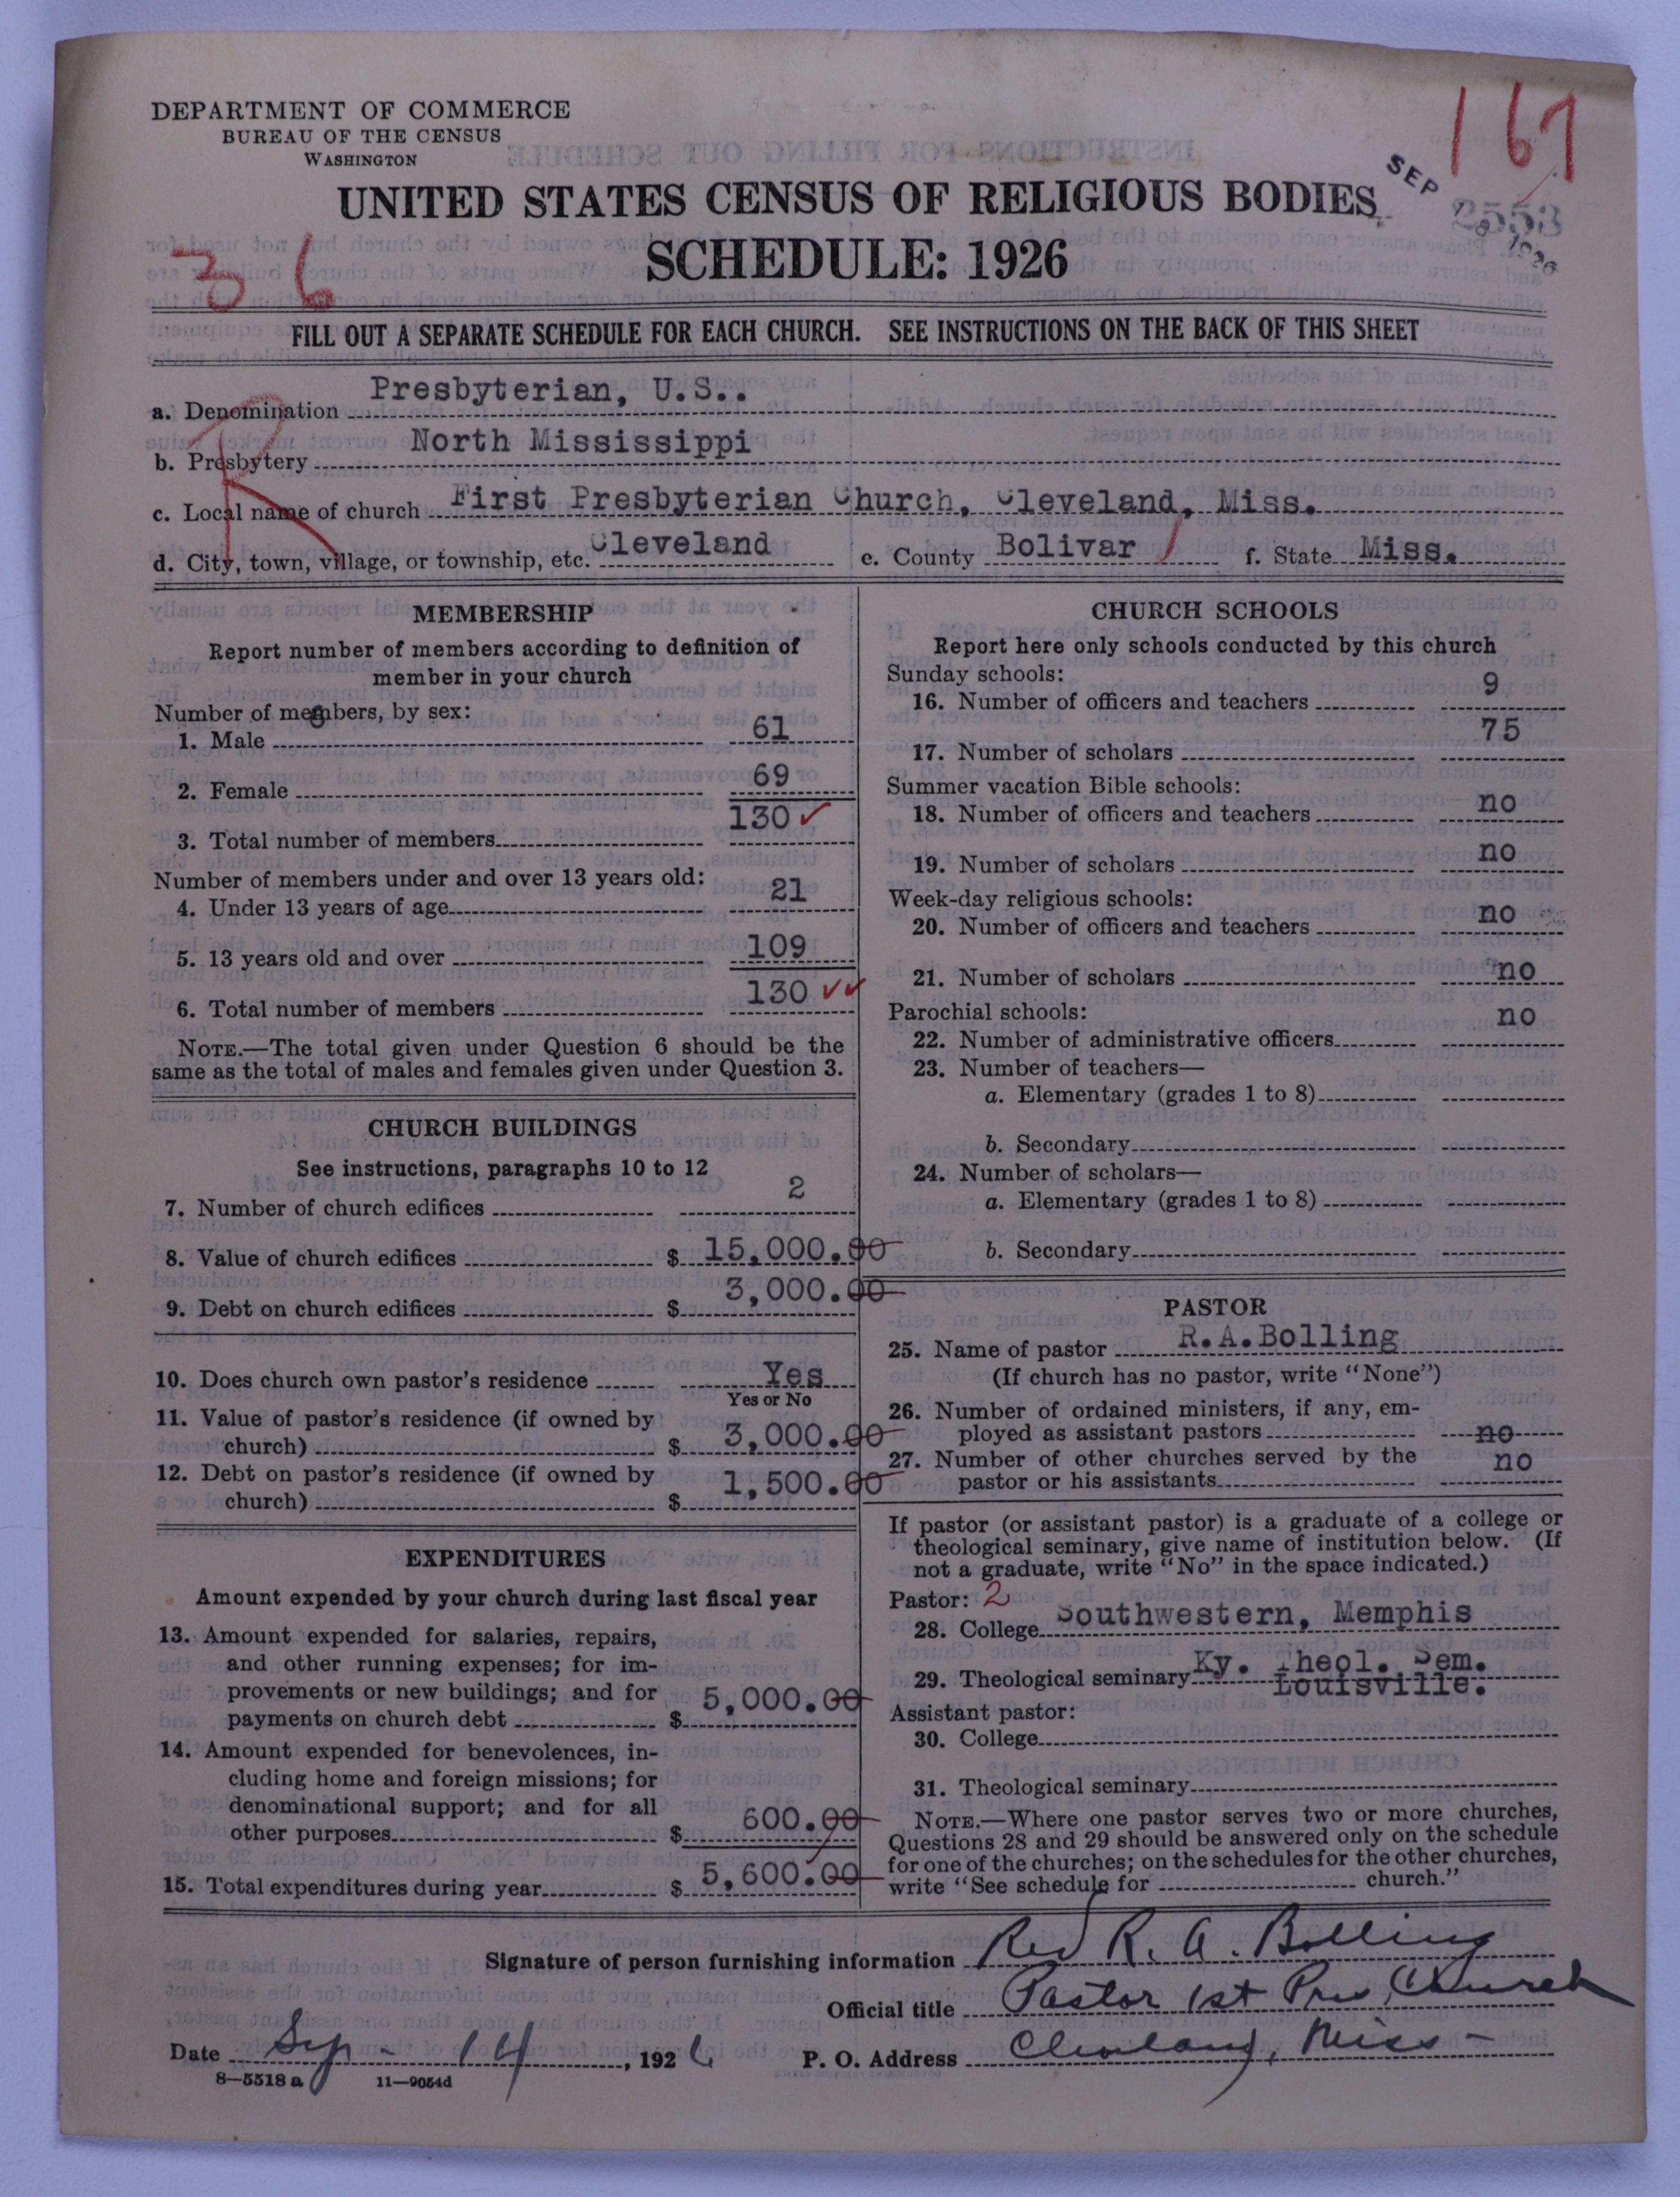 DEPARTMENT OF COMMERCE
BUREAU OF THE CENSUS
WASHINGTON
167
SEP 18 1926
2553
UNITED STATES CENSUS OF RELIGIOUS BODIES
SCHEDULE: 1926
36
FILL OUT A SEPARATE SCHEDULE FOR EACH CHURCH. SEE INSTRUCTIONS ON THE BACK OF THIS SHEET
R
a. Denomination Presbyterian, U.S..
b. Presbytery North Mississippi
c. Local name of church First Presbyterian Church, Cleveland, Miss.
d. City, town, village, or township, etc. Cleveland e. County Bolivar f. State Miss.
MEMBERSHIP
Report number of members according to definition of
member in your church
Number of members, by sex:
1. Male 61
2. Female 69
3. Total number of members 130
Number of members under and over 13 years old:
4. Under 13 years of age 21
5. 13 years old and over 109
6. Total number of members 130
NOTE.—The total given under Question 6 should be the
same as the total of males and females given under Question 3.
CHURCH BUILDINGS
See instructions, paragraphs 10 to 12
7. Number of church edifices 2
8. Value of church edifices $ 15,000.00
9. Debt on church edifices $ 3,000.00
10. Does church own pastor's residence Yes
Yes or No
11. Value of pastor's residence (if owned by
church) $ 3,000.00
12. Debt on pastor's residence (if owned by
church) $ 1,500.00
EXPENDITURES
Amount expended by your church during last fiscal year
13. Amount expended for salaries, repairs,
and other running expenses; for im-
provements or new buildings; and for
payments on church debt $ 5,000.00
14. Amount expended for benevolences, in-
cluding home and foreign missions; for
denominational support; and for all
other purposes $ 600.00
15. Total expenditures during year $ 5,600.00
CHURCH SCHOOLS
Report here only schools conducted by this church
Sunday schools:
16. Number of officers and teachers 9
17. Number of scholars 75
Summer vacation Bible schools:
18. Number of officers and teachers no
19. Number of scholars no
Week-day religious schools:
20. Number of officers and teachers no
21. Number of scholars no
Parochial schools:
22. Number of administrative officers no
23. Number of teachers—
a. Elementary (grades 1 to 8)
b. Secondary
24. Number of scholars—
a. Elementary (grades 1 to 8)
b. Secondary
PASTOR
25. Name of pastor R.A.Bolling
(If church has no pastor, write "None")
26. Number of ordained ministers, if any, em-
ployed as assistant pastors no
27. Number of other churches served by the
pastor or his assistants no
If pastor (or assistant pastor) is a graduate of a college or
theological seminary, give name of institution below. (If
not a graduate, write "No" in the space indicated.)
Pastor: 2
28. College Southwestern, Memphis
29. Theological seminary Ky. Theol. Sem.
Louisville.
Assistant pastor:
30. College
31. Theological seminary
NOTE.—Where one pastor serves two or more churches,
Questions 28 and 29 should be answered only on the schedule
for one of the churches; on the schedules for the other churches,
write "See schedule for church."
Signature of person furnishing information Rev R. A. Bolling
Official title Pastor 1st Pres. Church
Date Sep - 14, 1926 P. O. Address Cleveland, Miss -
8—5518 a 11—9054d